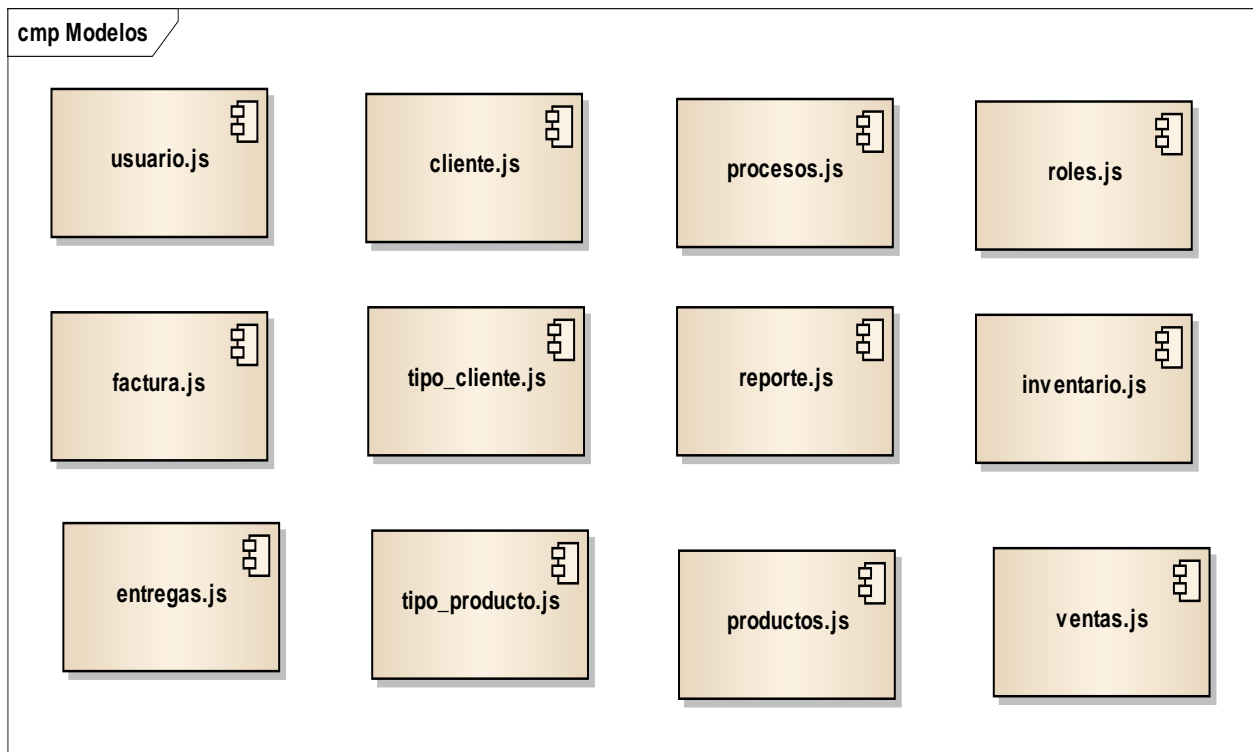 cmp Modelos
usuario.js
cliente.js
procesos.js
roles.js
factura.js
tipo_cliente.js
reporte.js
inventario.js
entregas.js
tipo_producto.js
productos.js
ventas.js